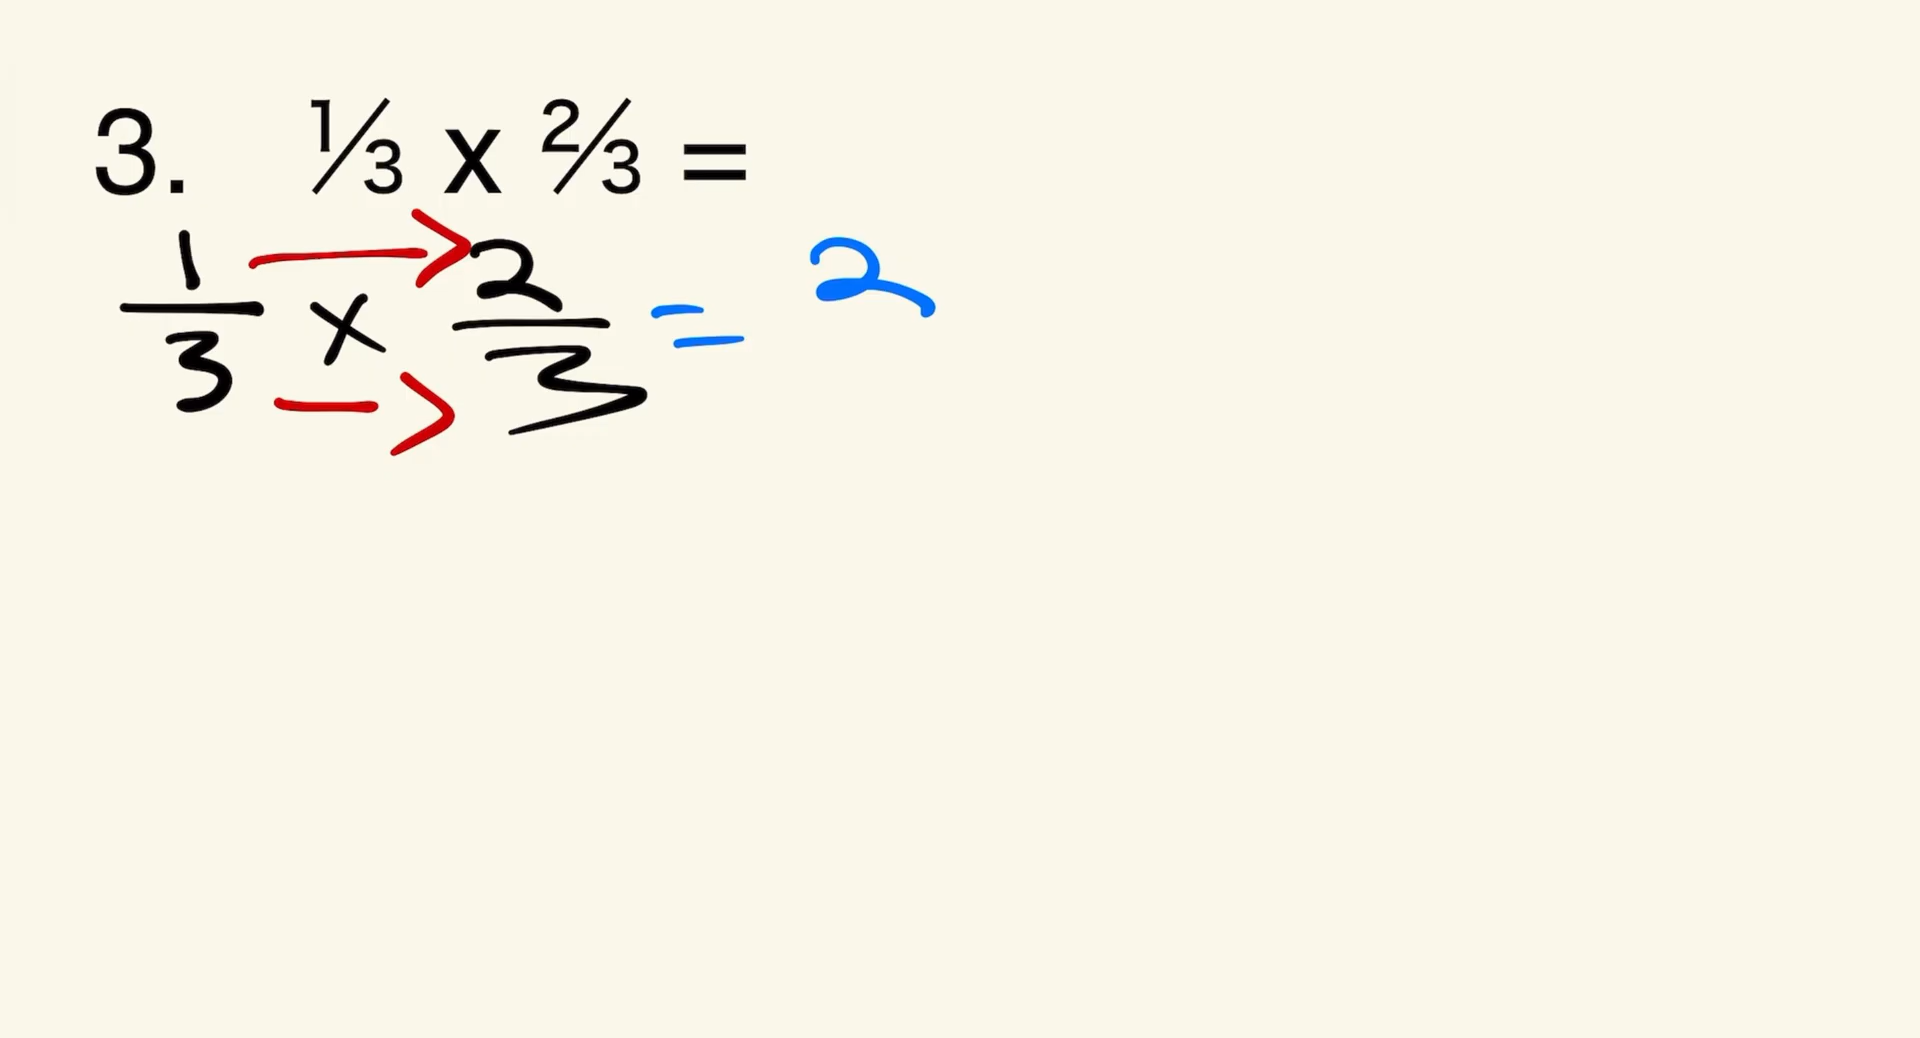 3. ⅓ x ⅔ =
1/3 x 2/3 = 2